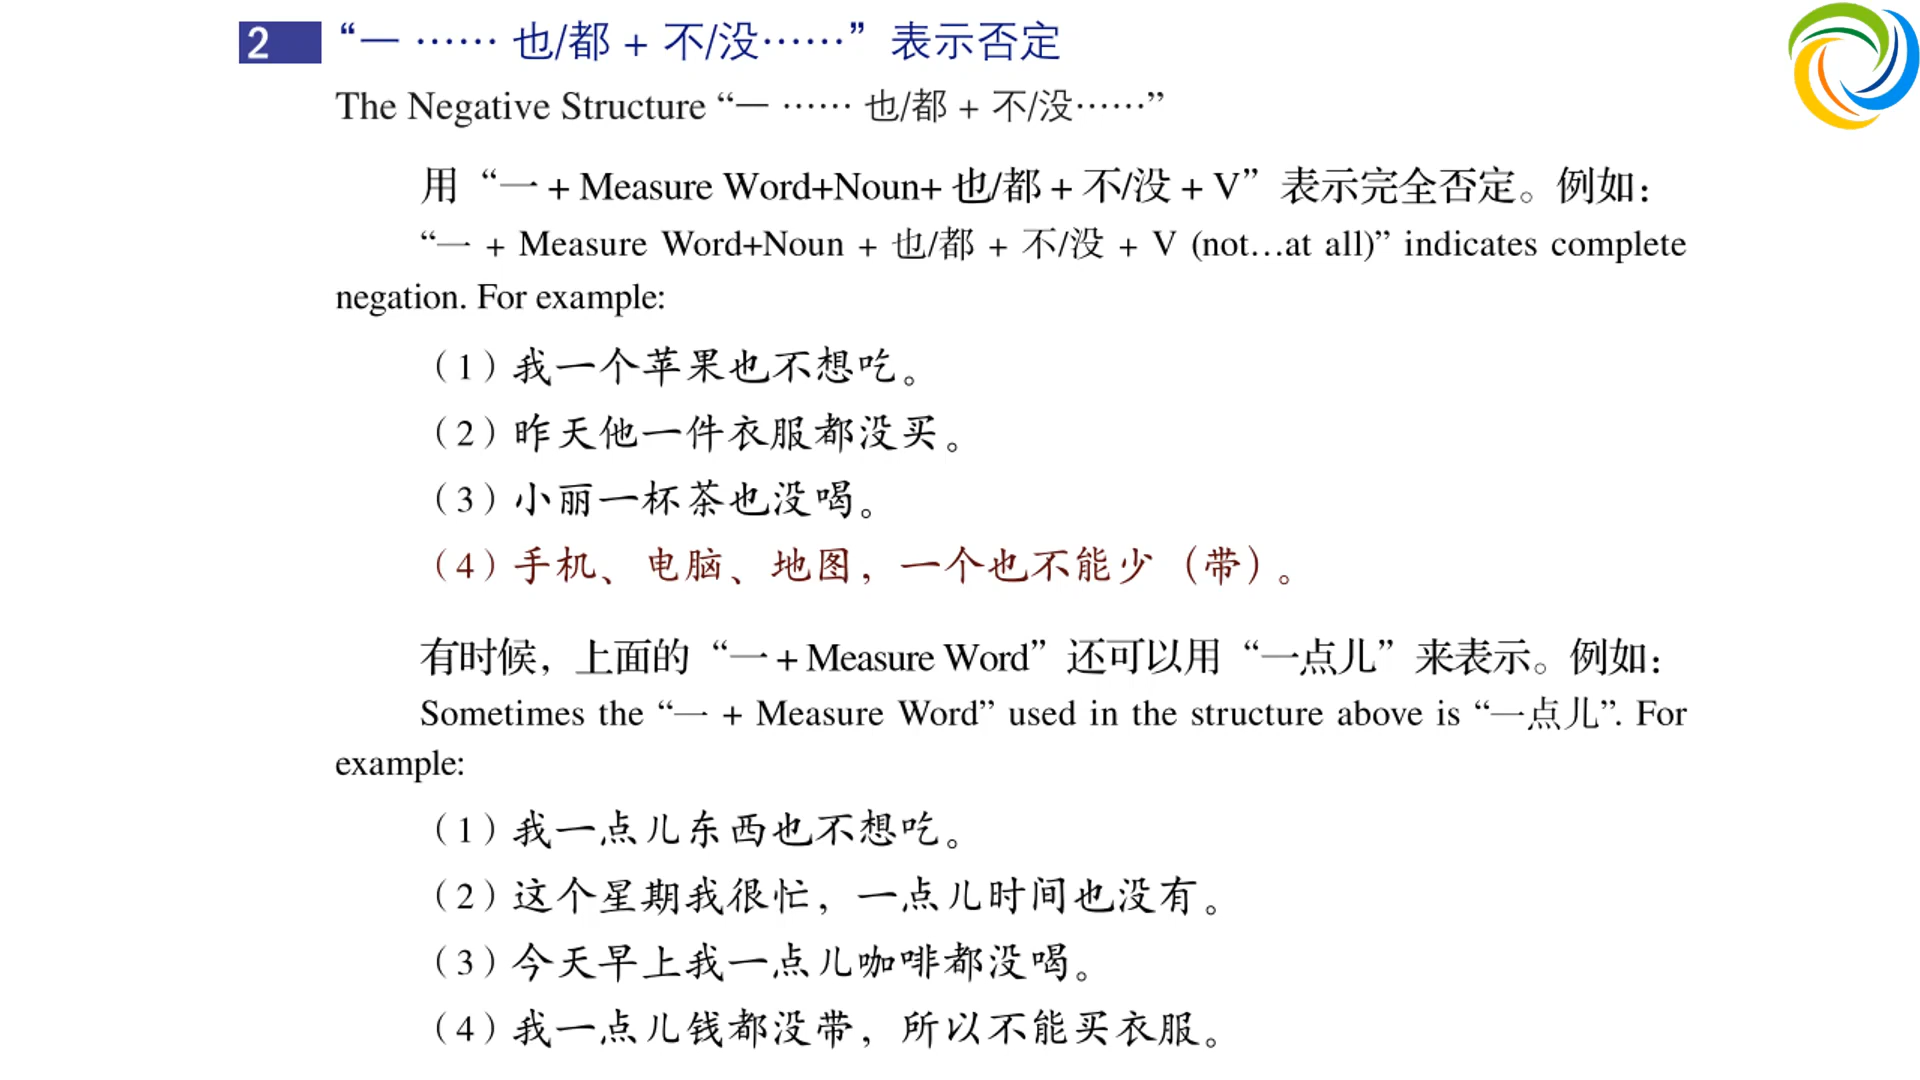 2 “一 …… 也/都 + 不/没……” 表示否定
The Negative Structure “一 …… 也/都 + 不/没……”
用 “一 + Measure Word+Noun+ 也/都 + 不/没 + V” 表示完全否定。例如：
“一 + Measure Word+Noun + 也/都 + 不/没 + V (not…at all)” indicates complete
negation. For example:
（1）我一个苹果也不想吃。
（2）昨天他一件衣服都没买。
（3）小丽一杯茶也没喝。
（4）手机、电脑、地图，一个也不能少（带）。
有时候，上面的 “一 + Measure Word” 还可以用 “一点儿” 来表示。例如：
Sometimes the “一 + Measure Word” used in the structure above is “一点儿”. For
example:
（1）我一点儿东西也不想吃。
（2）这个星期我很忙，一点儿时间也没有。
（3）今天早上我一点儿咖啡都没喝。
（4）我一点儿钱都没带，所以不能买衣服。